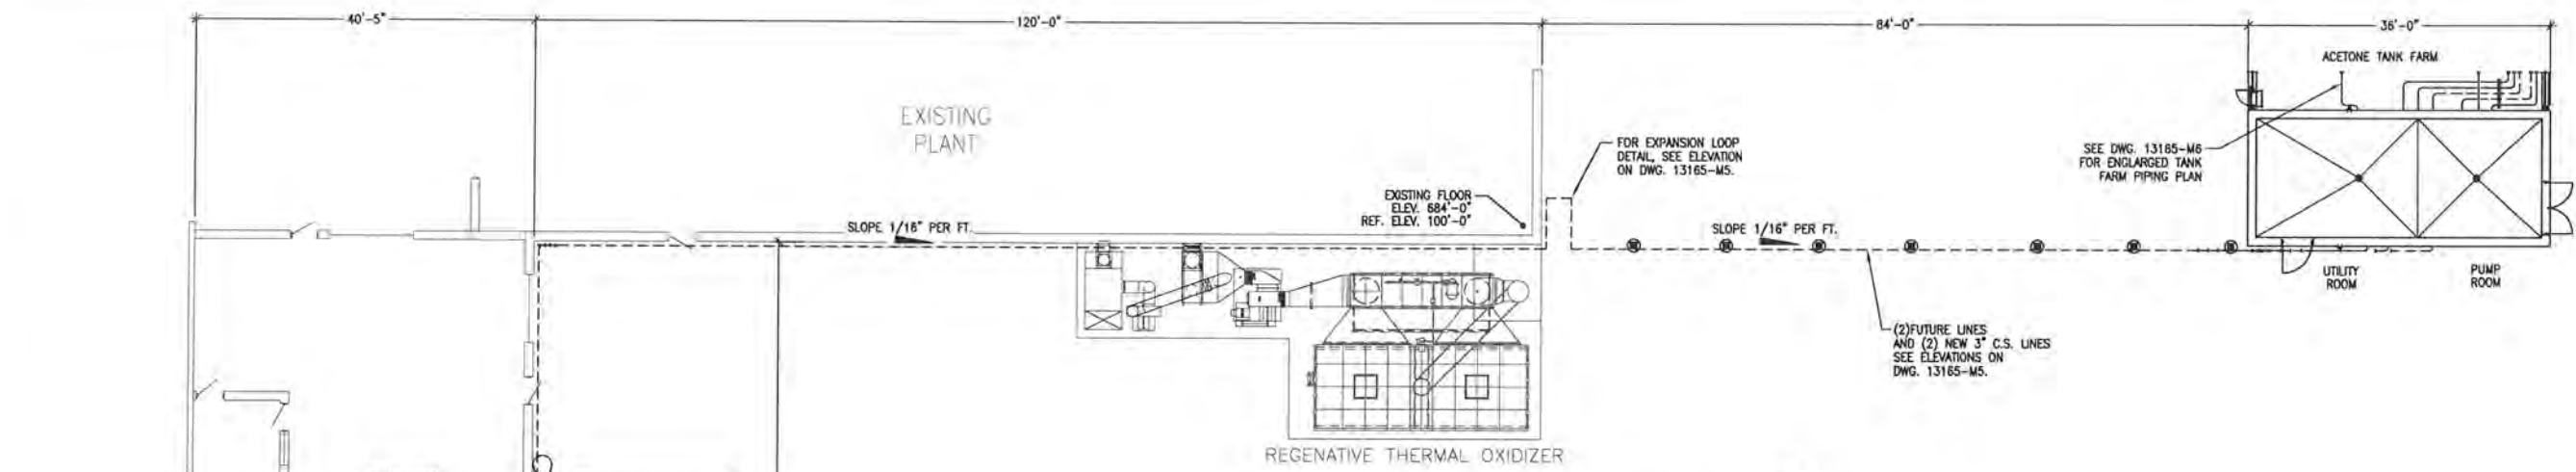 40'-5"
120'-0"
84'-0"
36'-0"
ACETONE TANK FARM
EXISTING
PLANT
FOR EXPANSION LOOP
DETAIL, SEE ELEVATION
ON DWG. 13165-M5.
SEE DWG. 13165-M6
FOR ENGLARGED TANK
FARM PIPING PLAN
EXISTING FLOOR
ELEV. 684'-0"
REF. ELEV. 100'-0"
SLOPE 1/16" PER FT.
SLOPE 1/16" PER FT.
UTILITY
ROOM
PUMP
ROOM
(2)FUTURE LINES
AND (2) NEW 3" C.S. LINES
SEE ELEVATIONS ON
DWG. 13165-M5.
REGENATIVE THERMAL OXIDIZER